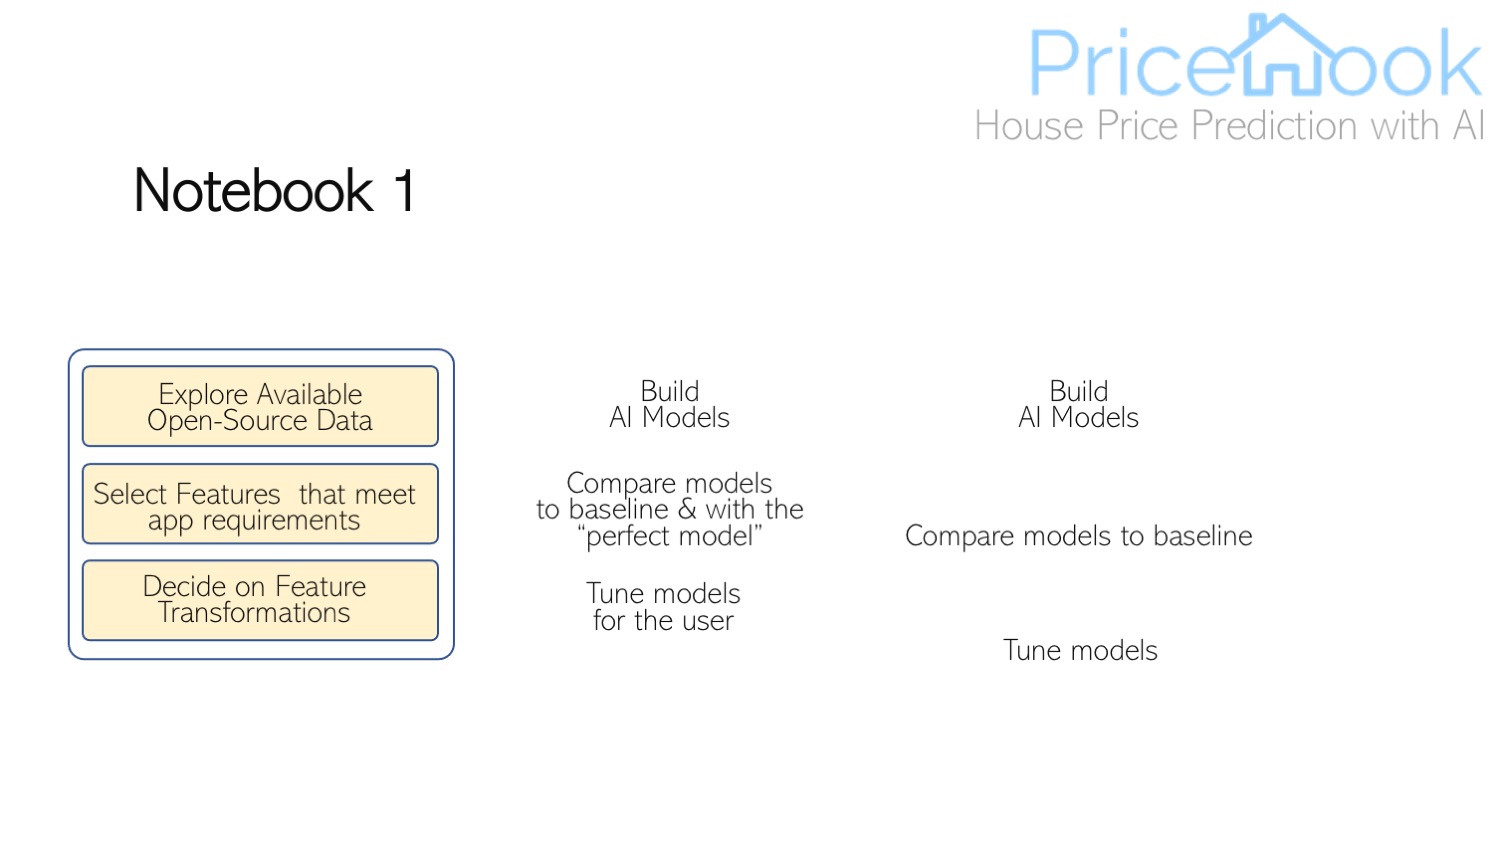 PriceHook
House Price Prediction with AI
Notebook 1
Explore Available
Open-Source Data
Select Features  that meet
app requirements
Decide on Feature
Transformations
Build
AI Models
Compare models
to baseline & with the
“perfect model”
Tune models
for the user
Build
AI Models
Compare models to baseline
Tune models